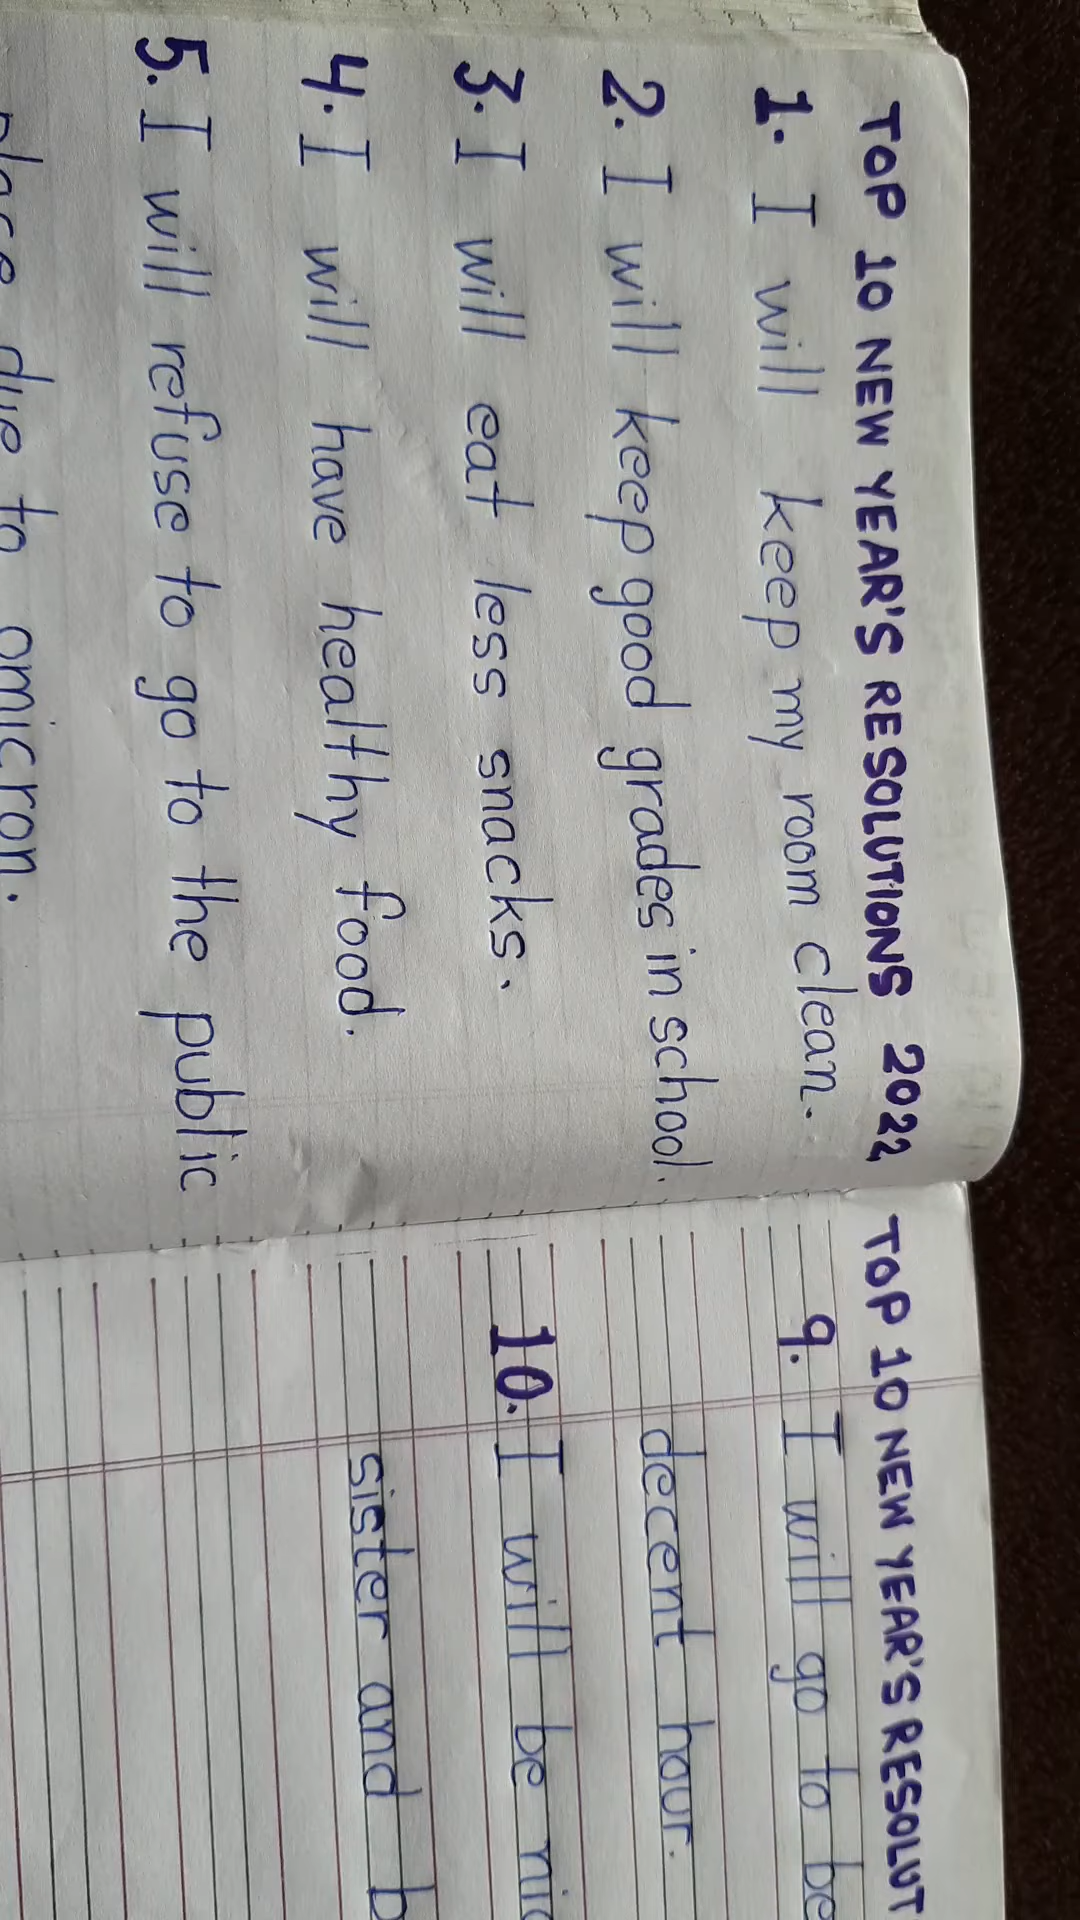 TOP 10 NEW YEAR'S RESOLUTIONS 2022
1. I will keep my room clean.
2. I will keep good grades in school.
3. I will eat less snacks.
4. I will have healthy food.
5. I will refuse to go to the public
place due to omicron.
TOP 10 NEW YEAR'S RESOLUT
9. I will go to be
decent hour.
10. I will be
sister and